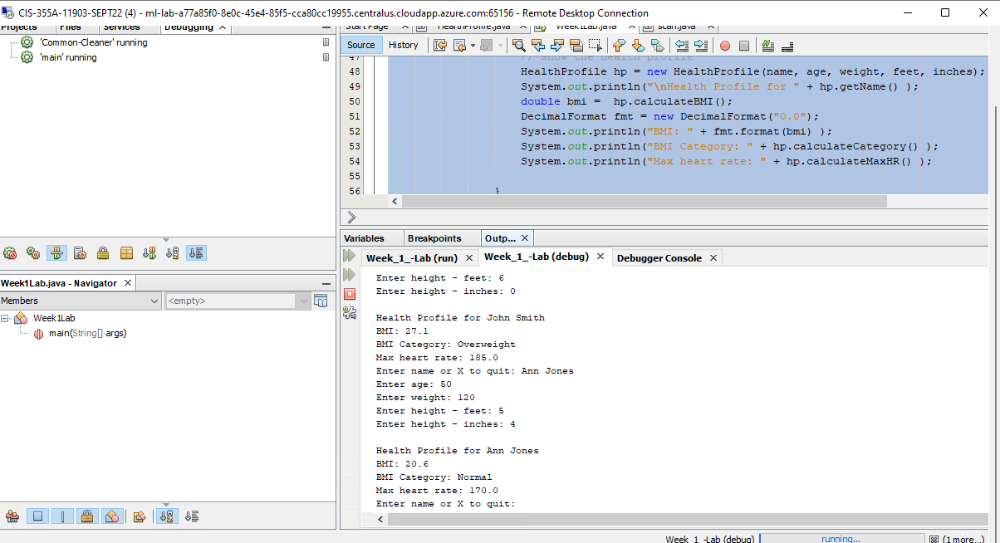 CIS-355A-11903-SEPT22 (4) - ml-lab-a77a85f0-8e0c-45e4-85f5-cca80cc19955.centralus.cloudapp.azure.com:65156 - Remote Desktop Connection
Projects Files Services Debugging
'Common-Cleaner' running
'main' running
Start Page HealthProfile.java Week1Lab.java scan.java
Source History
47 // show the health profile
48 HealthProfile hp = new HealthProfile(name, age, weight, feet, inches);
49 System.out.println("\nHealth Profile for " + hp.getName() );
50 double bmi =  hp.calculateBMI();
51 DecimalFormat fmt = new DecimalFormat("0.0");
52 System.out.println("BMI: " + fmt.format(bmi) );
53 System.out.println("BMI Category: " + hp.calculateCategory() );
54 System.out.println("Max heart rate: " + hp.calculateMaxHR() );
55
56 }
Variables Breakpoints Outp...
Week_1_-Lab (run) Week_1_-Lab (debug) Debugger Console
Enter height - feet: 6
Enter height - inches: 0
Health Profile for John Smith
BMI: 27.1
BMI Category: Overweight
Max heart rate: 185.0
Enter name or X to quit: Ann Jones
Enter age: 50
Enter weight: 120
Enter height - feet: 5
Enter height - inches: 4
Health Profile for Ann Jones
BMI: 20.6
BMI Category: Normal
Max heart rate: 170.0
Enter name or X to quit:
Week1Lab.java - Navigator
Members <empty>
Week1Lab
main(String[] args)
Week_1_-Lab (debug) running... (1 more...)